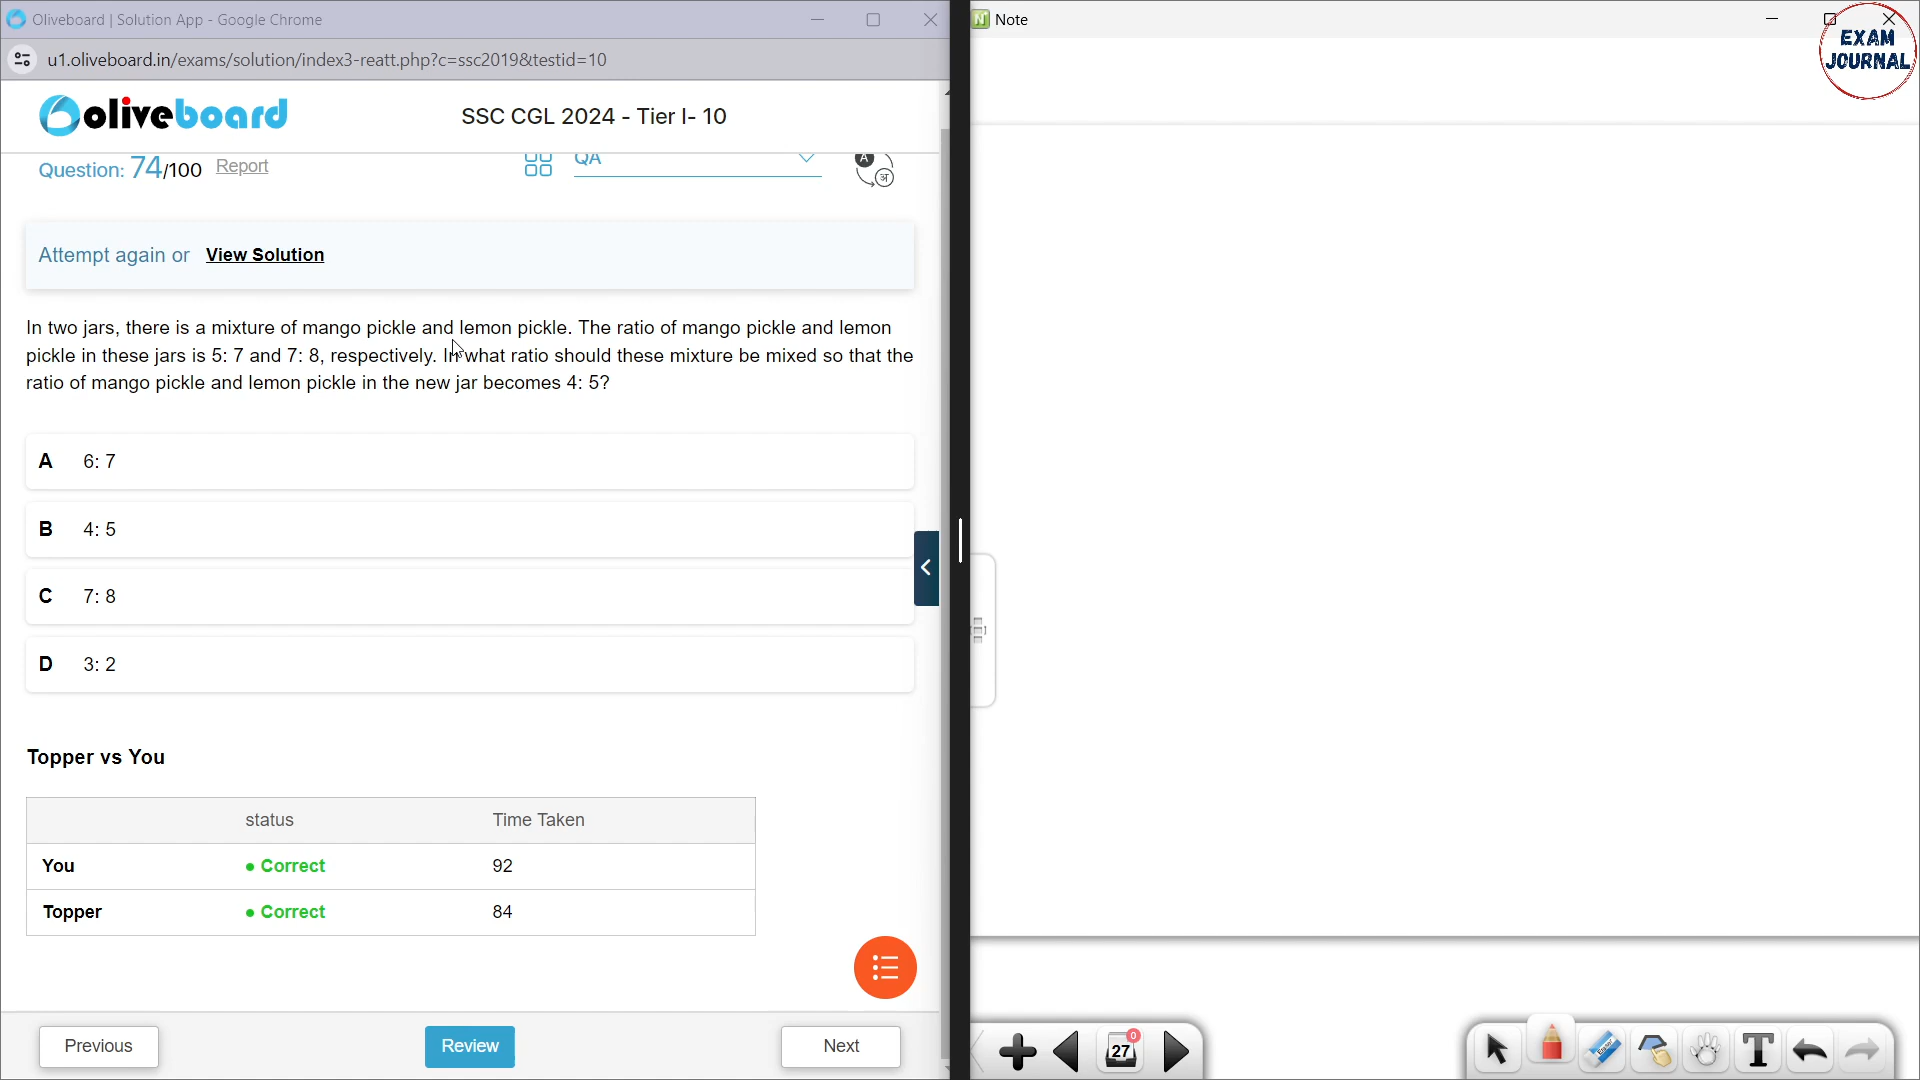 Oliveboard | Solution App - Google Chrome
u1.oliveboard.in/exams/solution/index3-reatt.php?c=ssc2019&testid=10
oliveboard
SSC CGL 2024 - Tier I- 10
Question: 74/100 Report
QA
A
अ
Attempt again or View Solution
In two jars, there is a mixture of mango pickle and lemon pickle. The ratio of mango pickle and lemon
pickle in these jars is 5: 7 and 7: 8, respectively. In what ratio should these mixture be mixed so that the
ratio of mango pickle and lemon pickle in the new jar becomes 4: 5?
A 6: 7
B 4: 5
C 7: 8
D 3: 2
Topper vs You
status Time Taken
You • Correct 92
Topper • Correct 84
Previous Review Next
N Note
EXAM
JOURNAL
27
0
Eraser
T